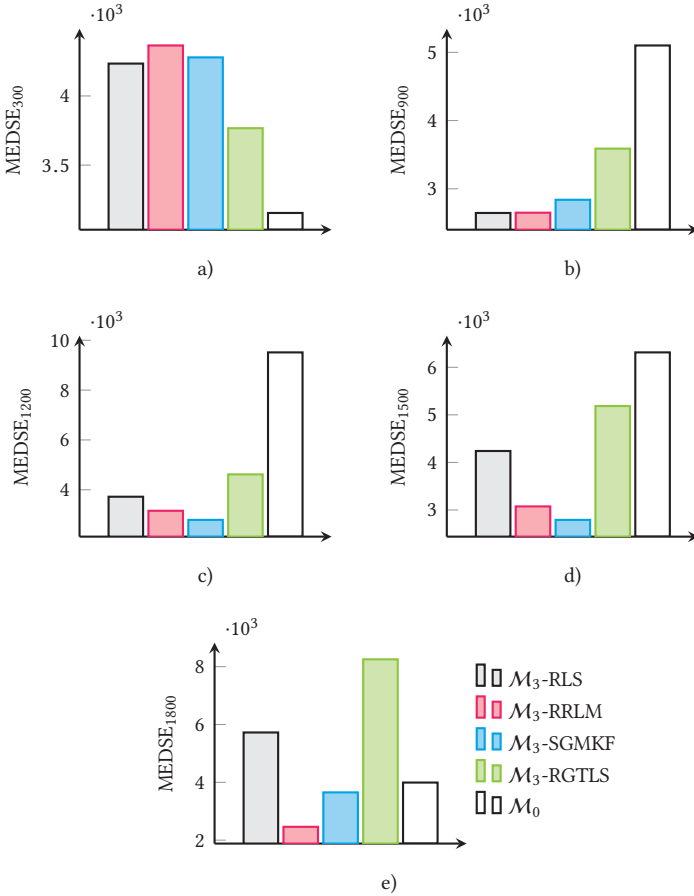 ·10³
MEDSE₃₀₀
4
3.5
a)
·10³
MEDSE₉₀₀
5
4
3
b)
·10³
MEDSE₁₂₀₀
10
8
6
4
c)
·10³
MEDSE₁₅₀₀
6
5
4
3
d)
·10³
MEDSE₁₈₀₀
8
6
4
2
e)
ℳ₃-RLS
ℳ₃-RRLM
ℳ₃-SGMKF
ℳ₃-RGTLS
ℳ₀